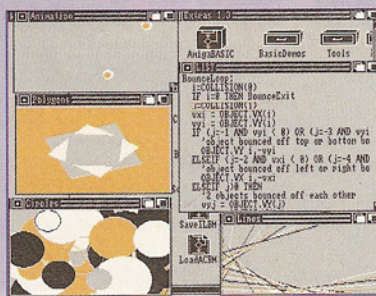 Animation
Extras 1.3
AmigaBASIC
BasicDemos
Tools
LIST
BounceLoop:
i=COLLISION(0)
IF i=0 THEN BounceExit
j=COLLISION(i)
vxi = OBJECT.VX(i)
vyi = OBJECT.VY(i)
IF (j=-1 AND vyi < 0) OR (j=-3 AND vyi
'object bounced off top or bottom bo
OBJECT.VY i,-vyi
ELSEIF (j=-2 AND vxi < 0) OR (j=-4 AND
'object bounced off left or right bo
OBJECT.VX i,-vxi
ELSEIF j>0 THEN
'2 objects bounced off each other
vyj = OBJECT.VY(j)
Polygons
Circles
SaveILBM
LoadACBM
Lines